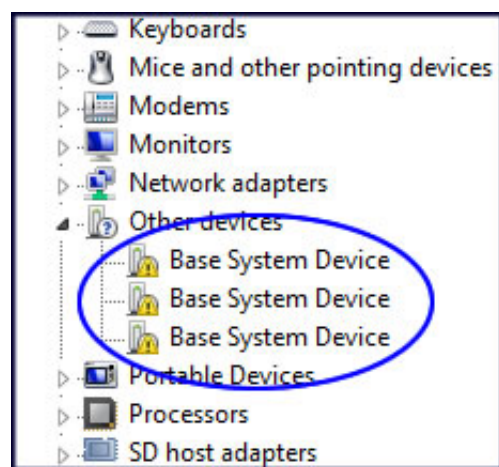 Keyboards
Mice and other pointing devices
Modems
Monitors
Network adapters
Other devices
Base System Device
Base System Device
Base System Device
Portable Devices
Processors
SD host adapters